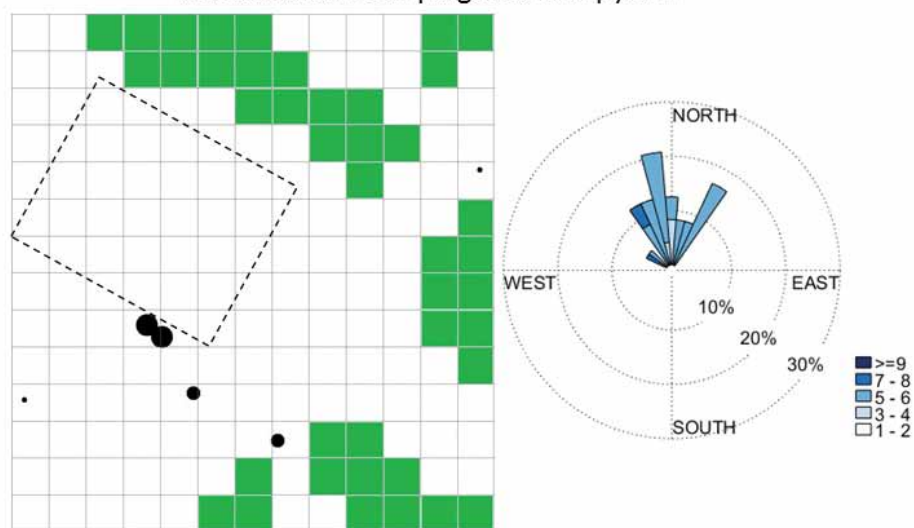 NORTH
WEST
EAST
10%
20%
30%
SOUTH
>=9
7 - 8
5 - 6
3 - 4
1 - 2